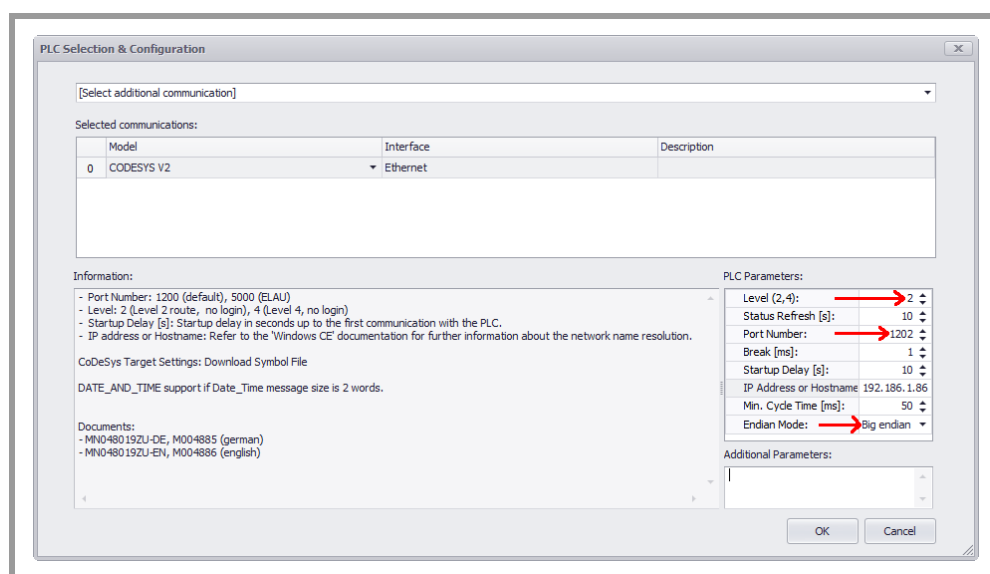 PLC Selection & Configuration
[Select additional communication]
Selected communications:
Model Interface Description
0 CODESYS V2 Ethernet
Information:
- Port Number: 1200 (default), 5000 (ELAU)
- Level: 2 (Level 2 route, no login), 4 (Level 4, no login)
- Startup Delay [s]: Startup delay in seconds up to the first communication with the PLC.
- IP address or Hostname: Refer to the 'Windows CE' documentation for further information about the network name resolution.
CoDeSys Target Settings: Download Symbol File
DATE_AND_TIME support if Date_Time message size is 2 words.
Documents:
- MN048019ZU-DE, M004885 (german)
- MN048019ZU-EN, M004886 (english)
PLC Parameters:
Level (2,4): 2
Status Refresh [s]: 10
Port Number: 1202
Break [ms]: 1
Startup Delay [s]: 10
IP Address or Hostname 192.186.1.86
Min. Cycle Time [ms]: 50
Endian Mode: Big endian
Additional Parameters:
OK Cancel